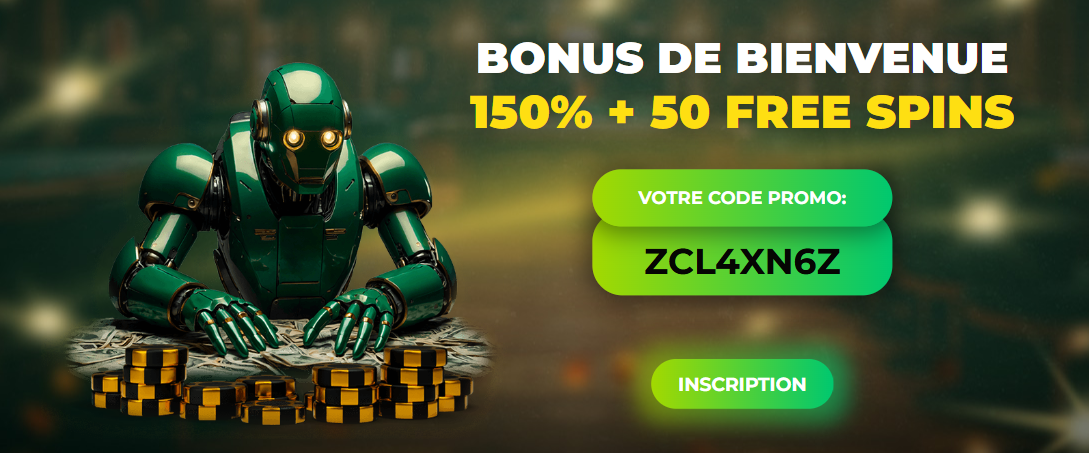 BONUS DE BIENVENUE
150% + 50 FREE SPINS
VOTRE CODE PROMO:
ZCL4XN6Z
INSCRIPTION